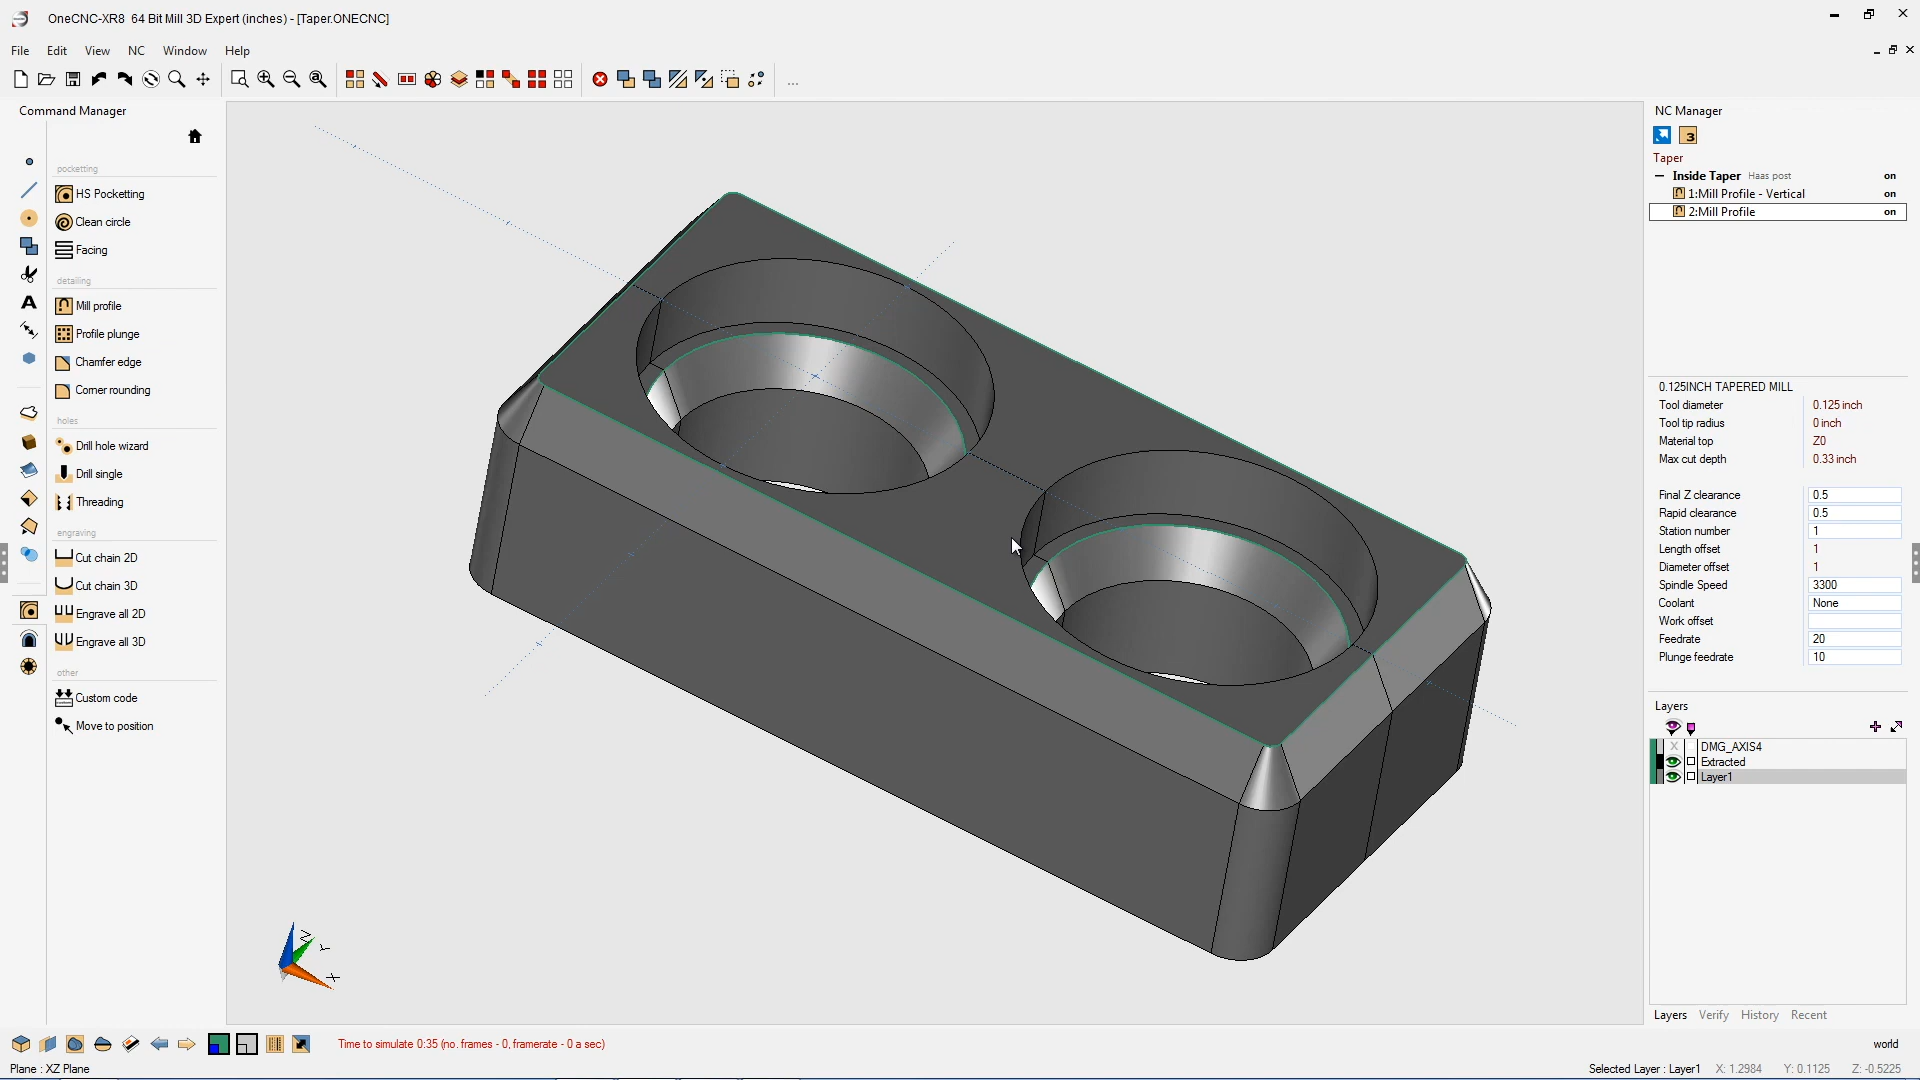 OneCNC-XR8 64 Bit Mill 3D Expert (inches) - [Taper.ONECNC]
File Edit View NC Window Help
...
Command Manager
pocketting
HS Pocketting
Clean circle
Facing
detailing
Mill profile
Profile plunge
Chamfer edge
Corner rounding
holes
Drill hole wizard
Drill single
Threading
engraving
Cut chain 2D
Cut chain 3D
Engrave all 2D
Engrave all 3D
other
Custom code
Move to position
Z Y X
NC Manager
3
Taper
Inside Taper Haas post on
1:Mill Profile - Vertical on
2:Mill Profile on
0.125INCH TAPERED MILL
Tool diameter 0.125 inch
Tool tip radius 0 inch
Material top Z0
Max cut depth 0.33 inch
Final Z clearance 0.5
Rapid clearance 0.5
Station number 1
Length offset 1
Diameter offset 1
Spindle Speed 3300
Coolant None
Work offset
Feedrate 20
Plunge feedrate 10
Layers
X DMG_AXIS4
Extracted
Layer1
Layers Verify History Recent
Time to simulate 0:35 (no. frames - 0, framerate - 0 a sec)
world
Plane : XZ Plane
Selected Layer : Layer1 X: 1.2984 Y: 0.1125 Z: -0.5225